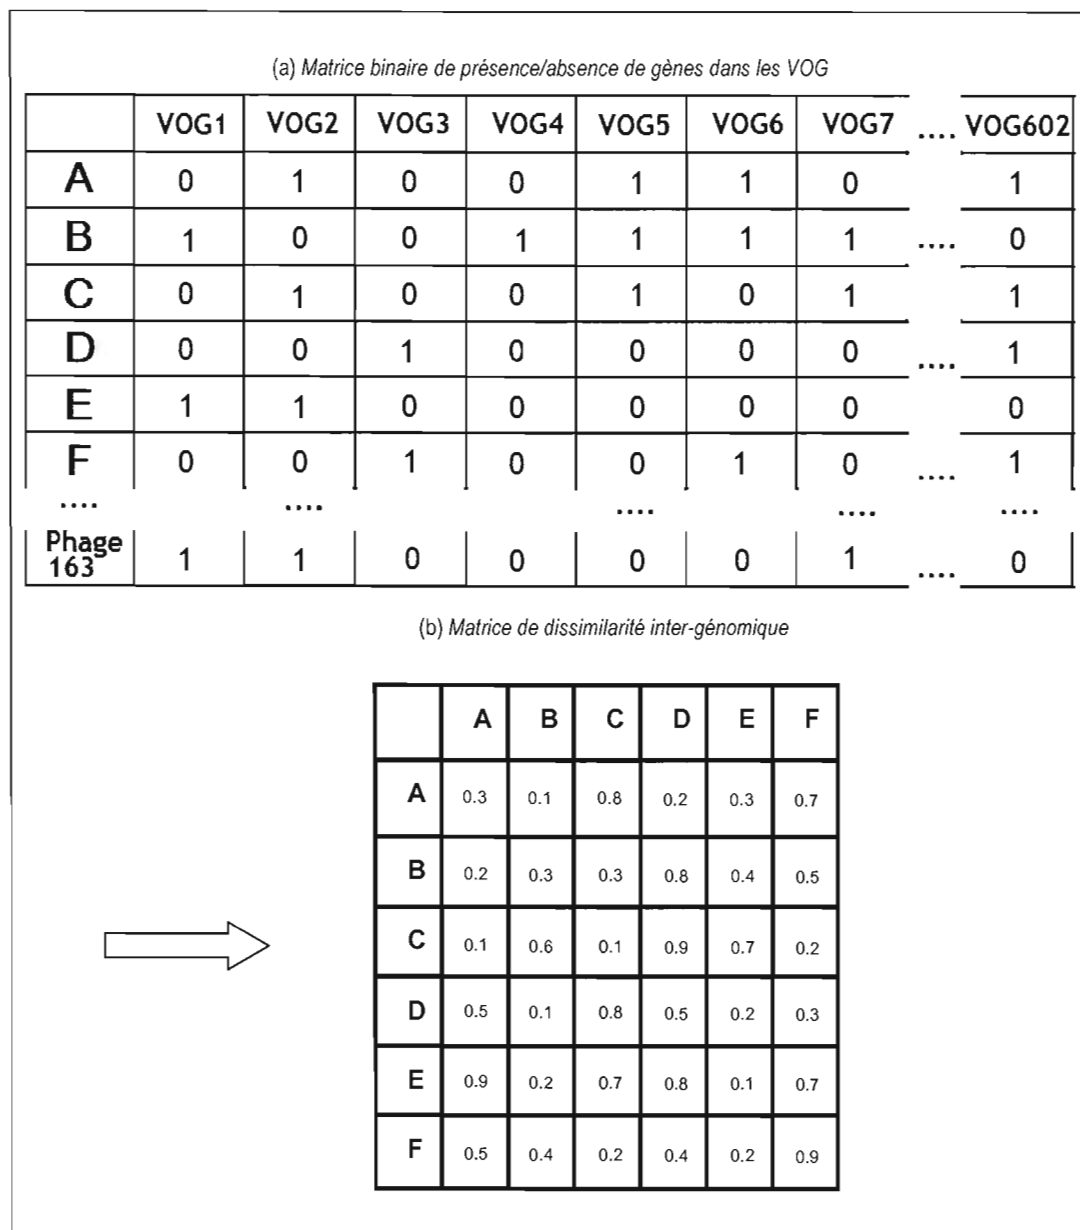 (a) Matrice binaire de présence/absence de gènes dans les VOG
VOG1 VOG2 VOG3 VOG4 VOG5 VOG6 VOG7 .... VOG602
A 0 1 0 0 1 1 0 1
B 1 0 0 1 1 1 1 .... 0
C 0 1 0 0 1 0 1 1
D 0 0 1 0 0 0 0 .... 1
E 1 1 0 0 0 0 0 0
F 0 0 1 0 0 1 0 .... 1
.... .... .... .... ....
Phage
163 1 1 0 0 0 0 1 .... 0
(b) Matrice de dissimilarité inter-génomique
A B C D E F
A 0.3 0.1 0.8 0.2 0.3 0.7
B 0.2 0.3 0.3 0.8 0.4 0.5
C 0.1 0.6 0.1 0.9 0.7 0.2
D 0.5 0.1 0.8 0.5 0.2 0.3
E 0.9 0.2 0.7 0.8 0.1 0.7
F 0.5 0.4 0.2 0.4 0.2 0.9